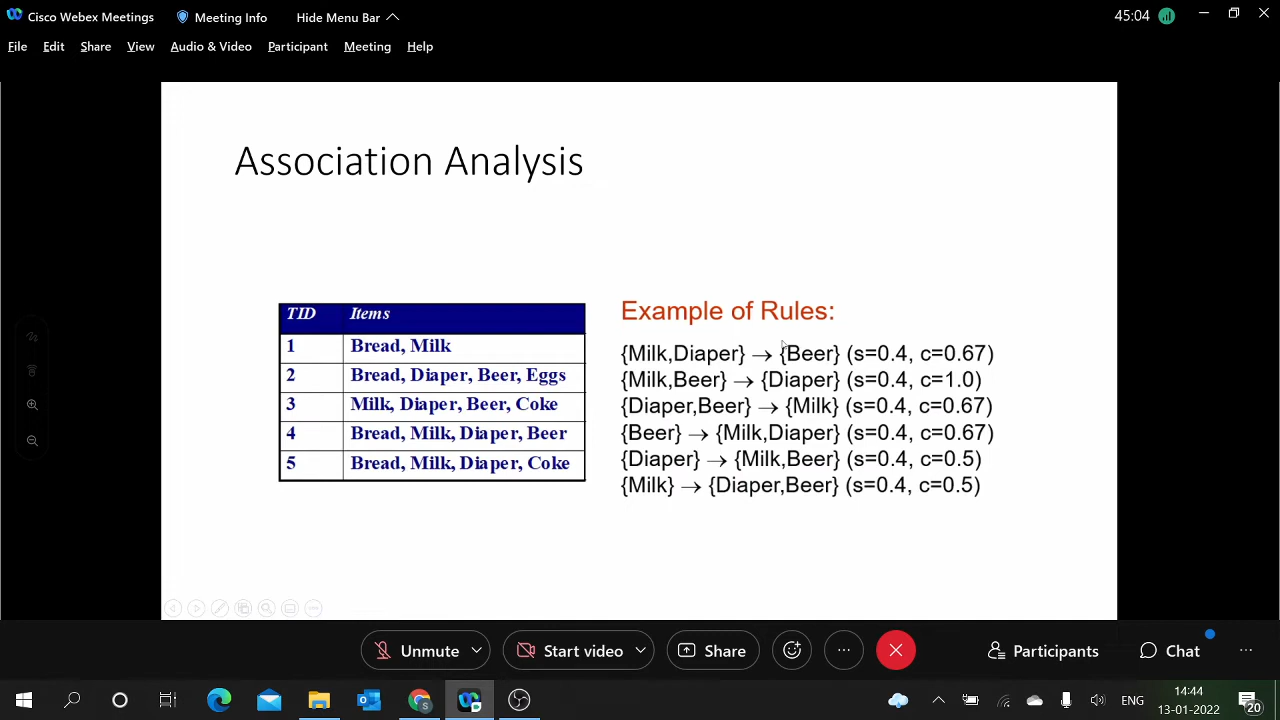 Cisco Webex Meetings Meeting Info Hide Menu Bar 45:04
File Edit Share View Audio & Video Participant Meeting Help
Association Analysis
TID Items
1 Bread, Milk
2 Bread, Diaper, Beer, Eggs
3 Milk, Diaper, Beer, Coke
4 Bread, Milk, Diaper, Beer
5 Bread, Milk, Diaper, Coke
Example of Rules:
{Milk,Diaper} → {Beer} (s=0.4, c=0.67)
{Milk,Beer} → {Diaper} (s=0.4, c=1.0)
{Diaper,Beer} → {Milk} (s=0.4, c=0.67)
{Beer} → {Milk,Diaper} (s=0.4, c=0.67)
{Diaper} → {Milk,Beer} (s=0.4, c=0.5)
{Milk} → {Diaper,Beer} (s=0.4, c=0.5)
Unmute Start video Share Participants Chat
ENG 14:44
13-01-2022 20